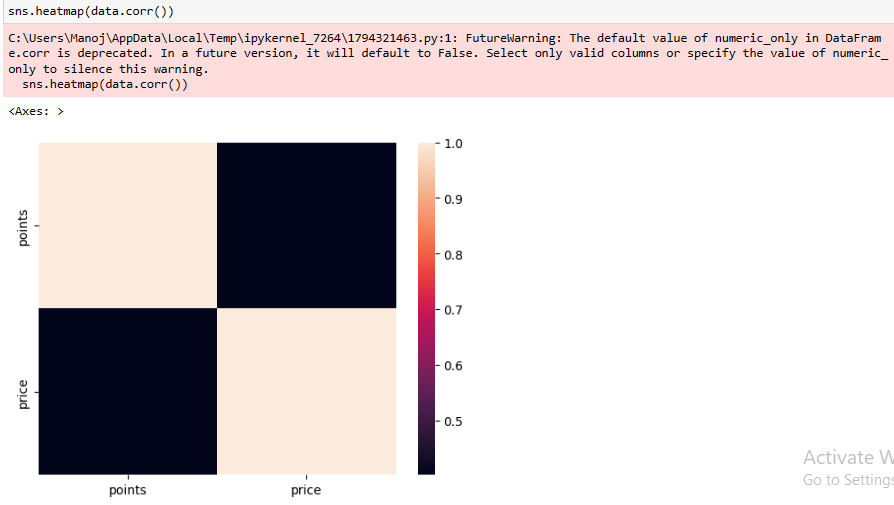 sns.heatmap(data.corr())
C:\Users\Manoj\AppData\Local\Temp\ipykernel_7264\1794321463.py:1: FutureWarning: The default value of numeric_only in DataFram
e.corr is deprecated. In a future version, it will default to False. Select only valid columns or specify the value of numeric_
only to silence this warning.
sns.heatmap(data.corr())
<Axes: >
points
price
points
price
1.0
0.9
0.8
0.7
0.6
0.5
Activate W
Go to Settings